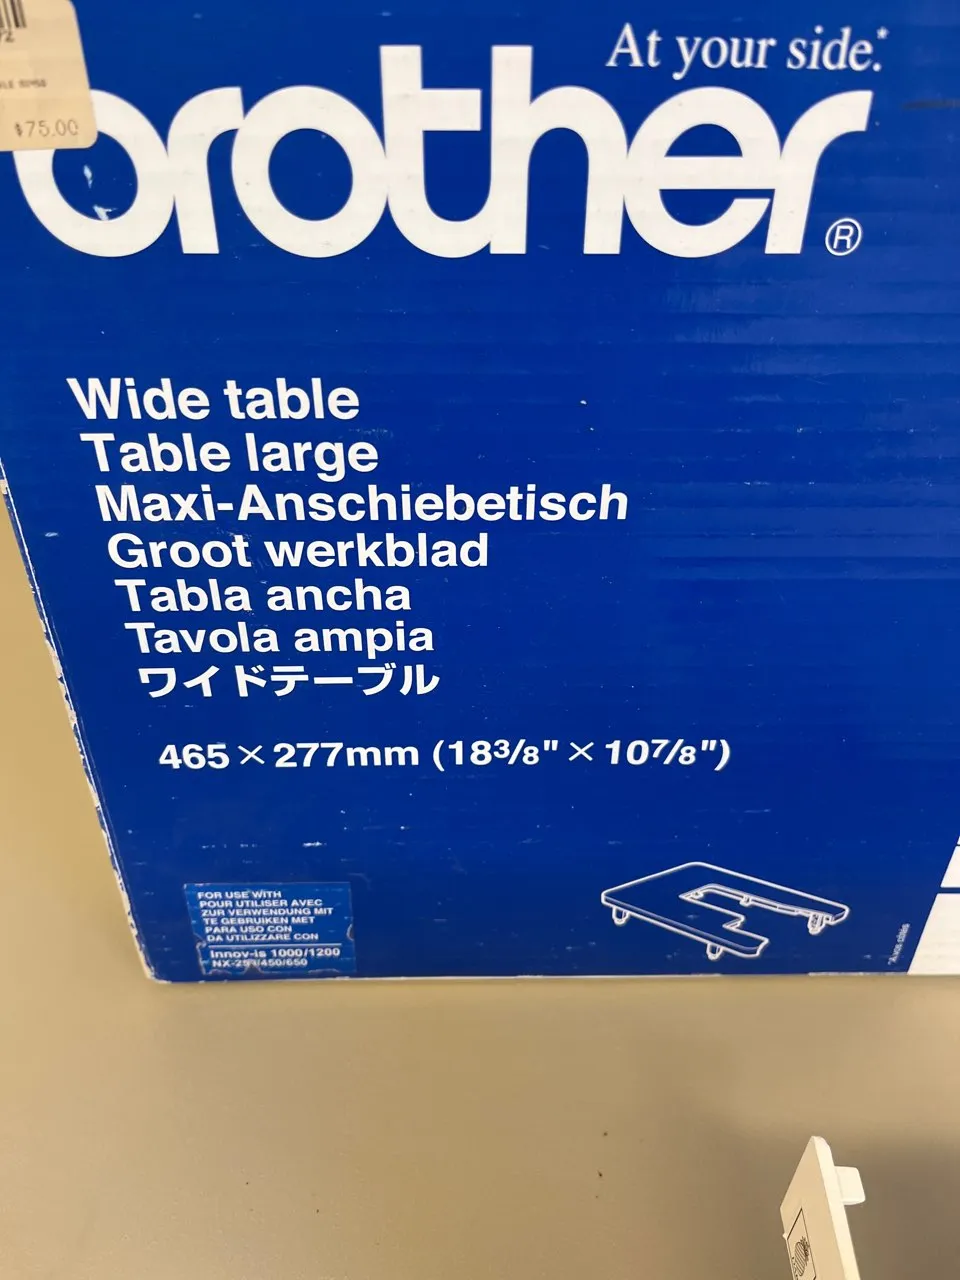 $75.00
At your side.*
brother
®
Wide table
Table large
Maxi-Anschiebetisch
Groot werkblad
Tabla ancha
Tavola ampia
ワイドテーブル
465 × 277mm (18³/₈" × 10⁷/₈")
FOR USE WITH
POUR UTILISER AVEC
ZUR VERWENDUNG MIT
TE GEBRUIKEN MET
PARA USO CON
DA UTILIZZARE CON
Innov-is 1000/1200
/450/650